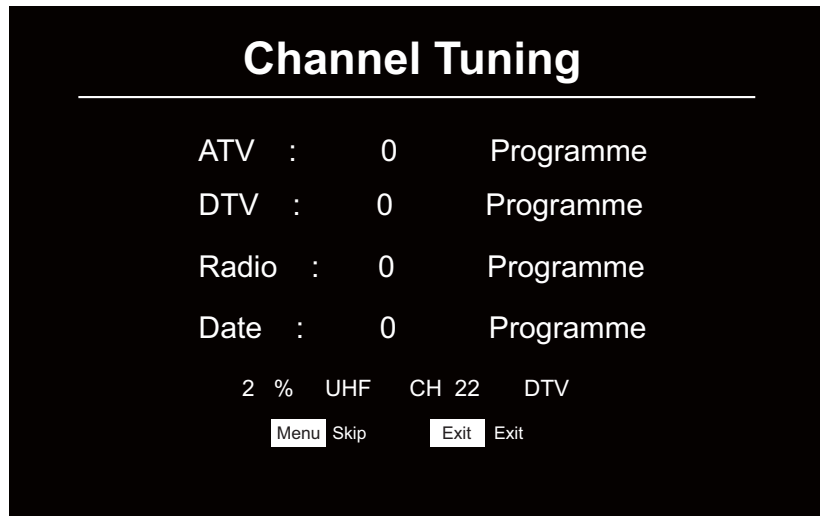 Channel Tuning
ATV : 0 Programme
DTV : 0 Programme
Radio : 0 Programme
Date : 0 Programme
2 % UHF CH 22 DTV
Menu Skip Exit Exit